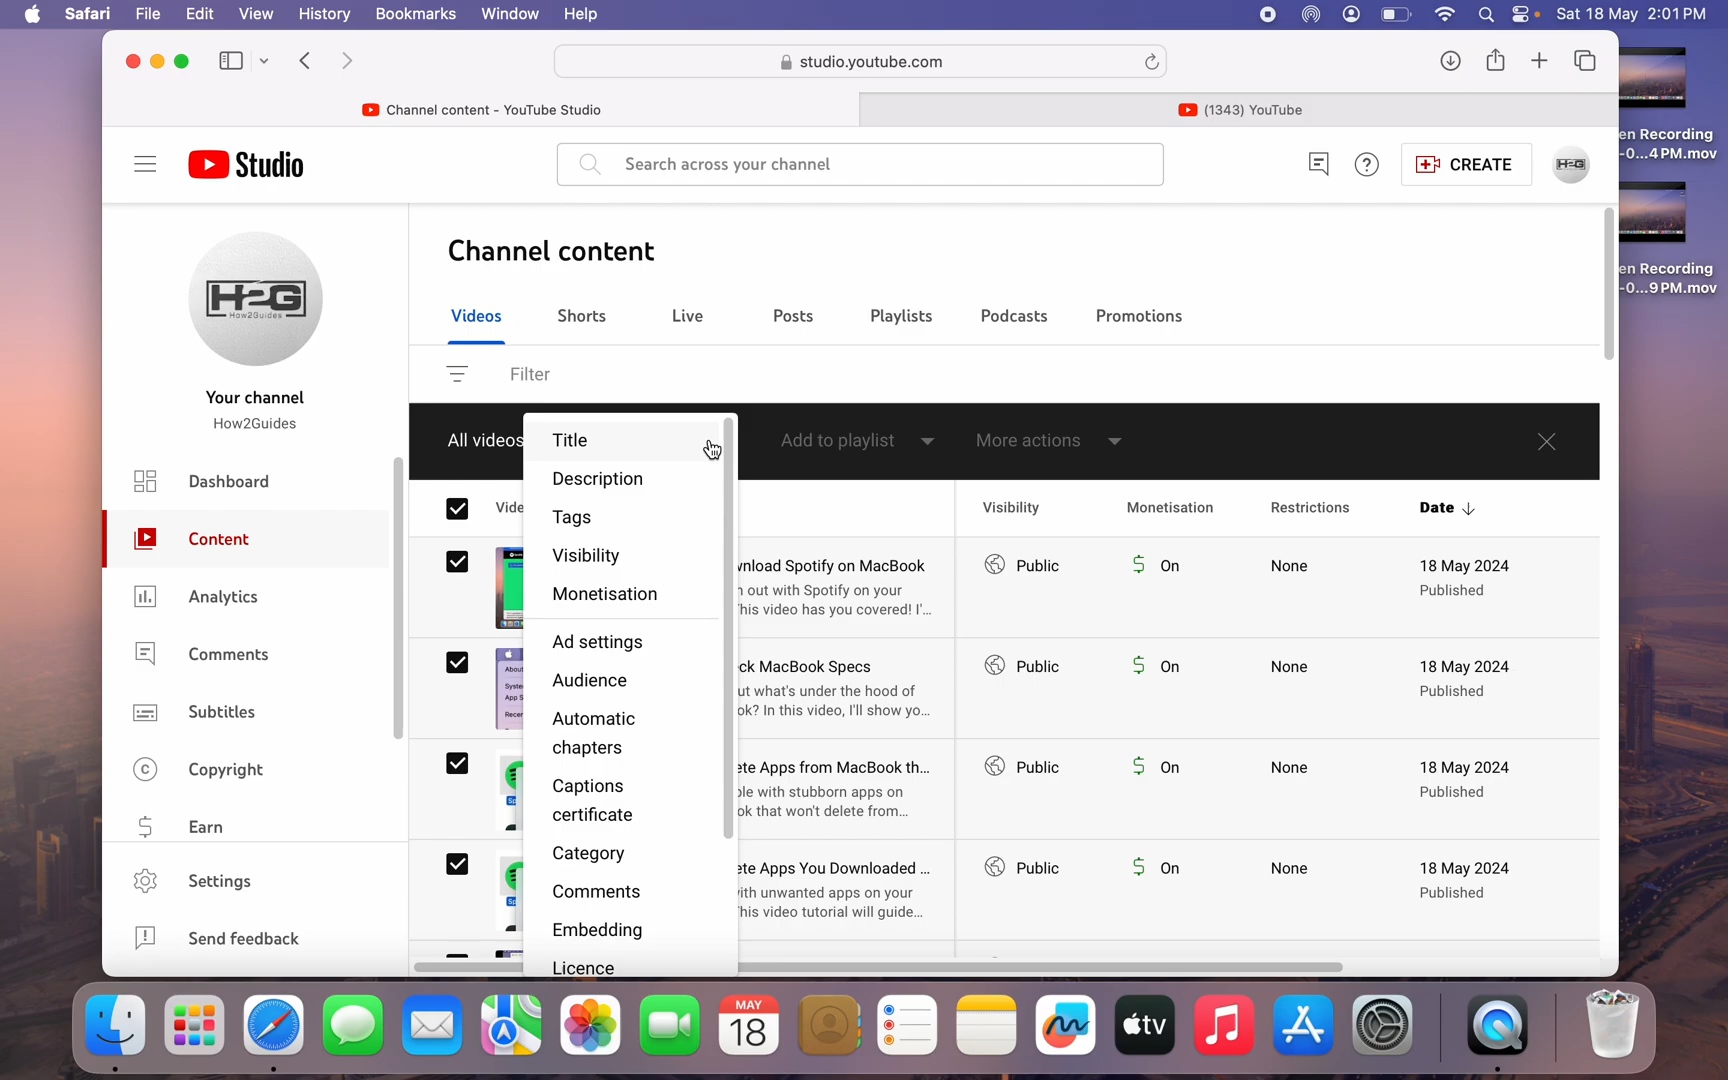 Safari File Edit View History Bookmarks Window Help Sat 18 May 2:01 PM
studio.youtube.com
Channel content - YouTube Studio (1343) YouTube
en Recording
-0...4 PM.mov
Studio Search across your channel CREATE H2G
en Recording
-0...9 PM.mov
H2G
How2Guides
Your channel
How2Guides
Dashboard
Content
Analytics
Comments
Subtitles
Copyright
Earn
Settings
Send feedback
Channel content
Videos Shorts Live Posts Playlists Podcasts Promotions
Filter
All videos Add to playlist More actions
Title
Description
Tags
Visibility
Monetisation
Ad settings
Audience
Automatic
chapters
Captions
certificate
Category
Comments
Embedding
Licence
Vide Visibility Monetisation Restrictions Date
wnload Spotify on MacBook Public On None 18 May 2024
n out with Spotify on your Published
his video has you covered! I'...
ck MacBook Specs Public On None 18 May 2024
ut what's under the hood of Published
ok? In this video, I'll show yo...
ete Apps from MacBook th... Public On None 18 May 2024
ble with stubborn apps on Published
ok that won't delete from...
ete Apps You Downloaded ... Public On None 18 May 2024
ith unwanted apps on your Published
his video tutorial will guide...
MAY
18
tv